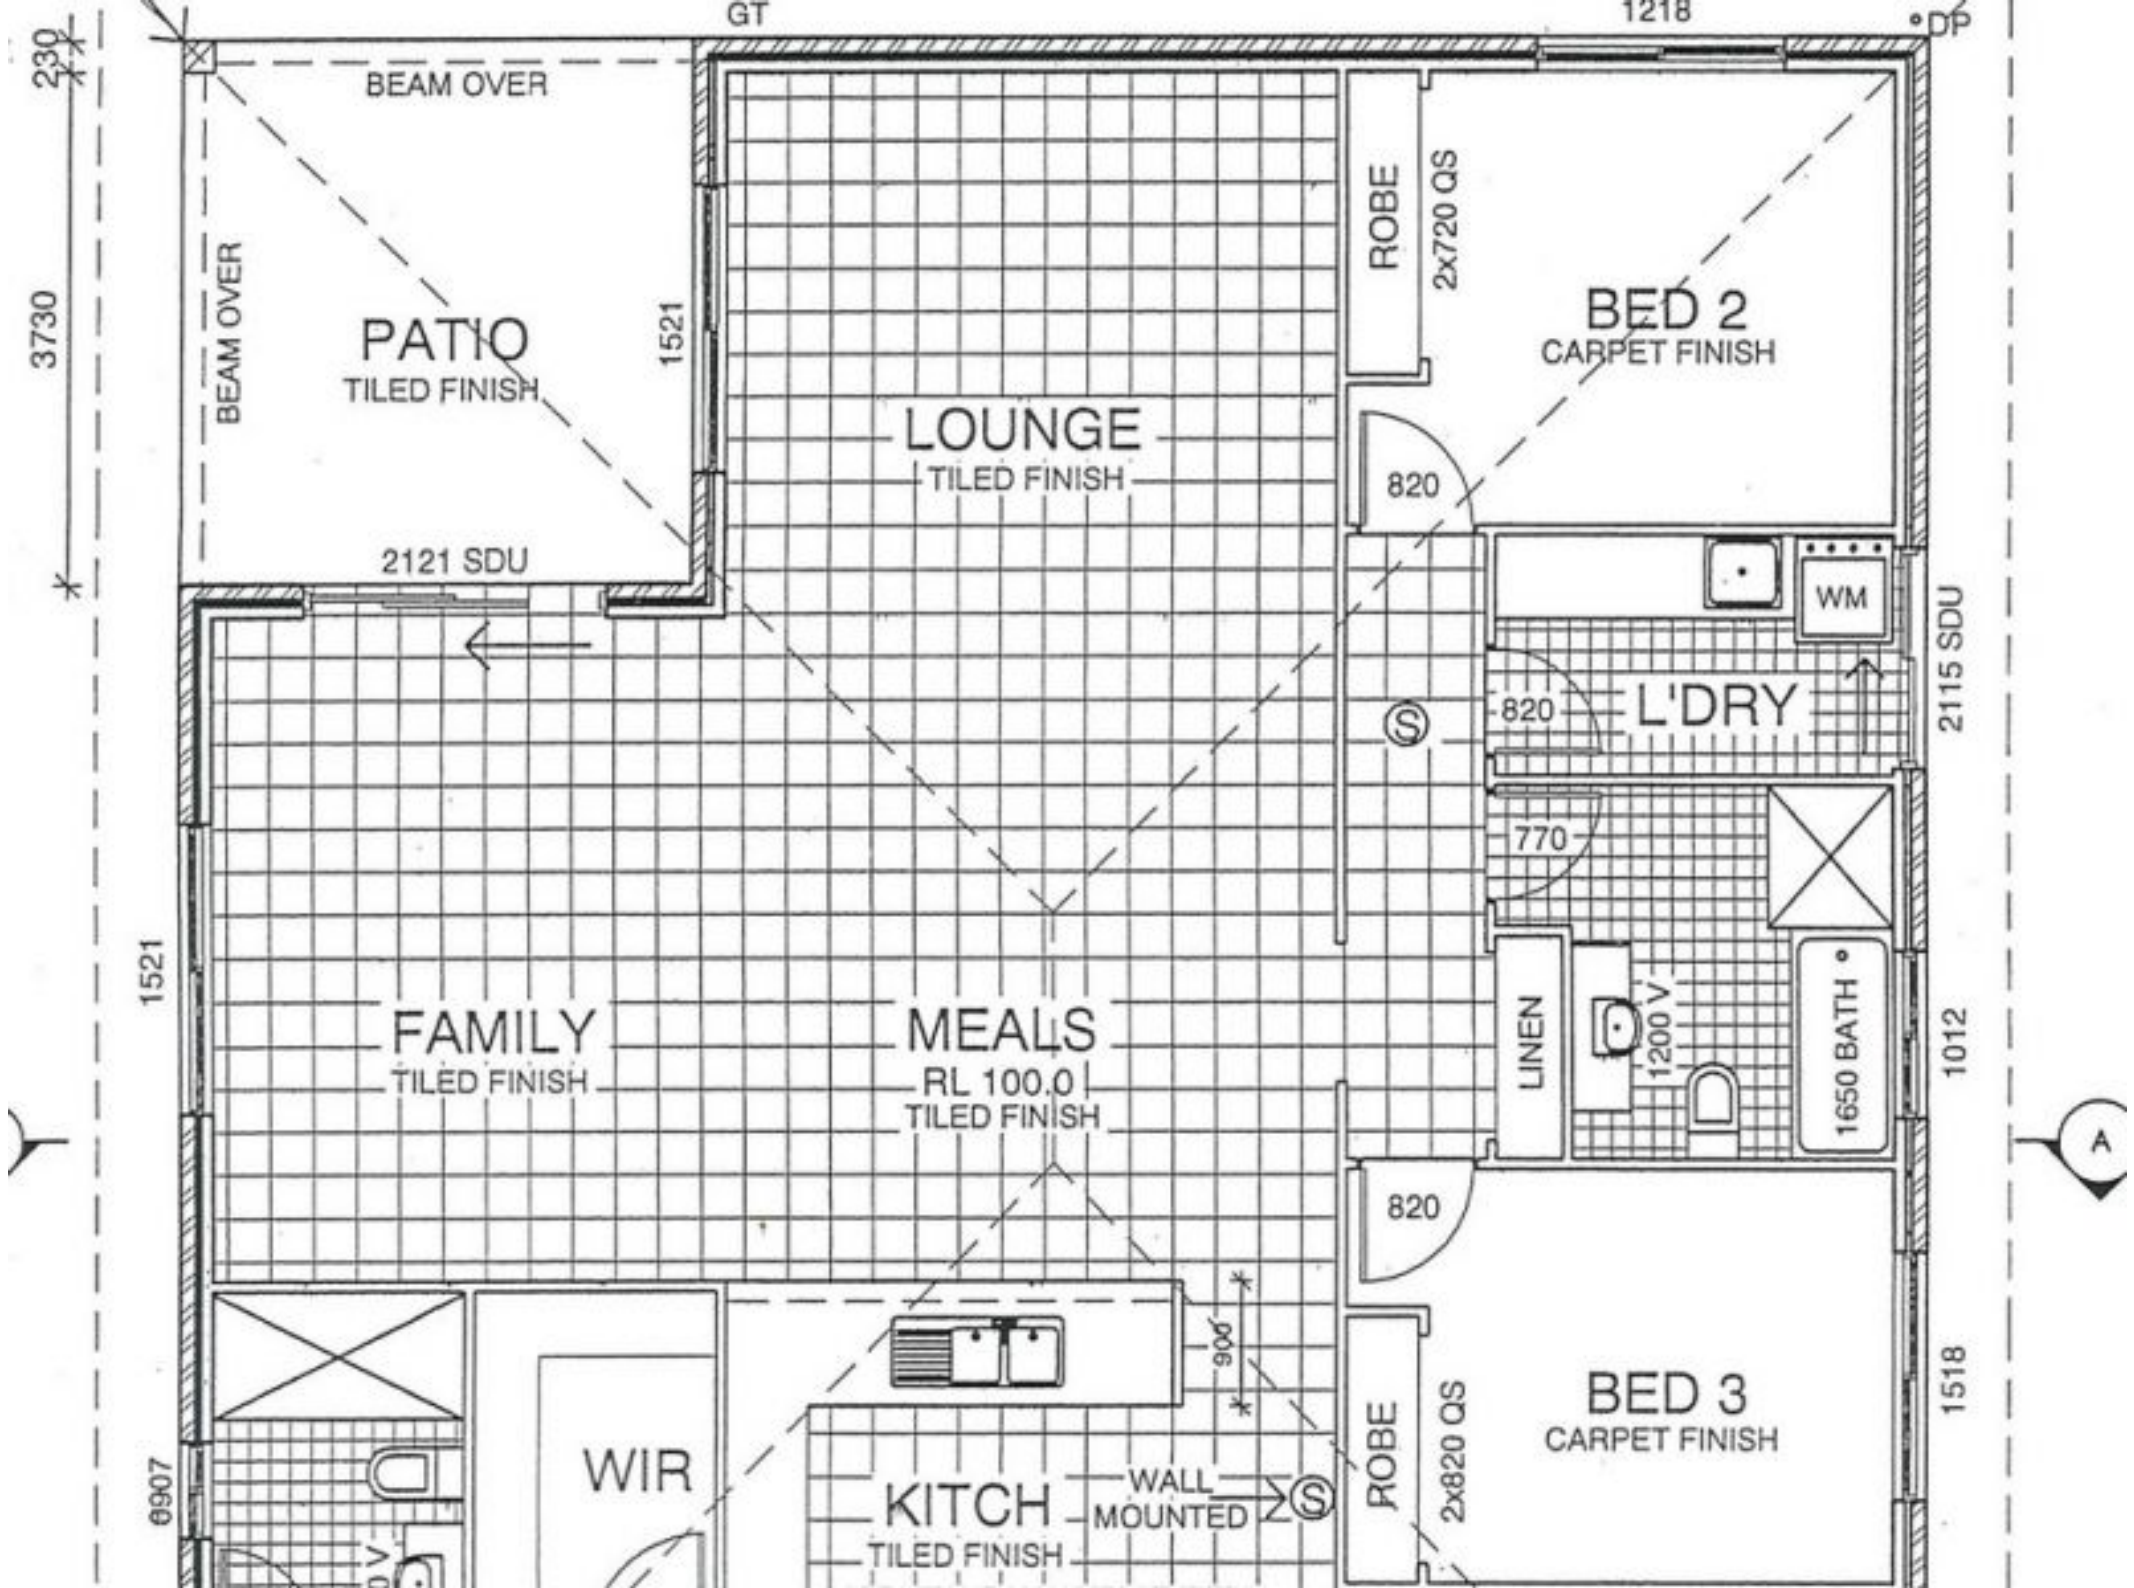 GT
1218
DP
230
BEAM OVER
BEAM OVER
3730
PATIO
TILED FINISH
1521
2121 SDU
LOUNGE
TILED FINISH
ROBE
2x720 QS
BED 2
CARPET FINISH
820
WM
2115 SDU
820
L'DRY
S
770
1521
FAMILY
TILED FINISH
MEALS
RL 100.0
TILED FINISH
LINEN
1200 V
1650 BATH
1012
A
820
900
WIR
KITCH
TILED FINISH
WALL
MOUNTED
S
ROBE
2x820 QS
BED 3
CARPET FINISH
1518
0907